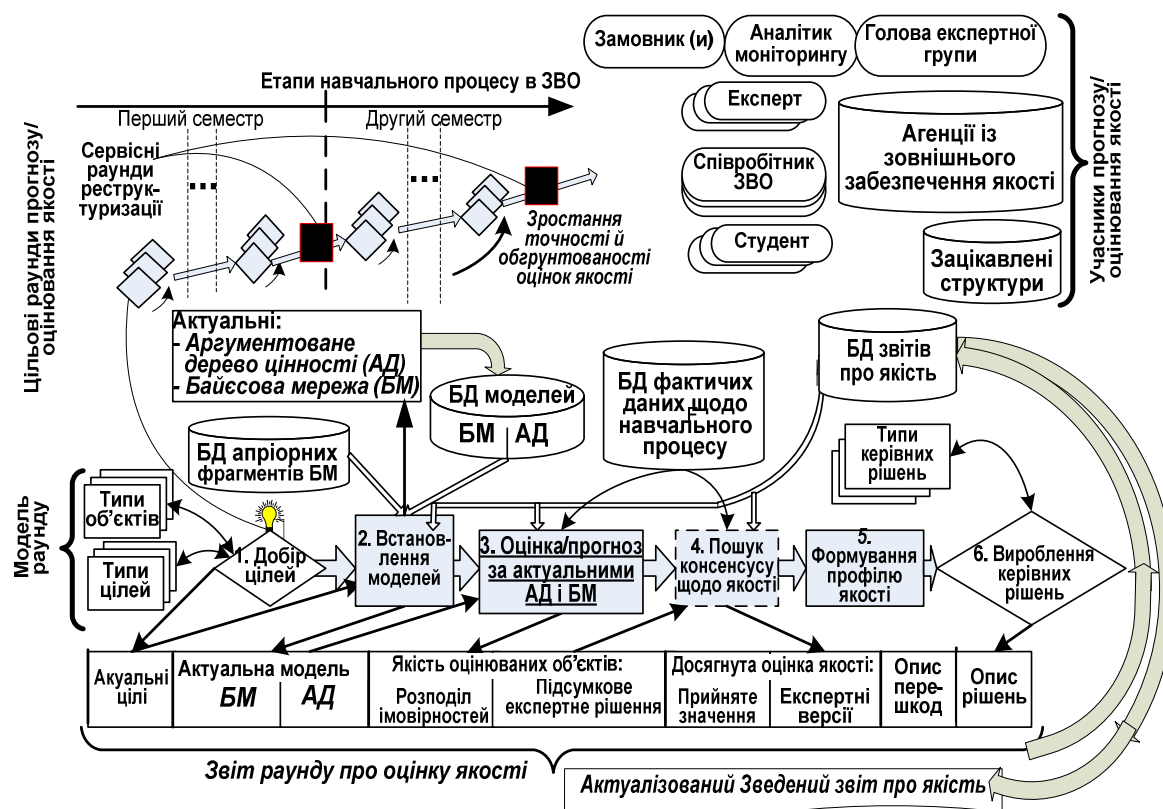 Замовник (и)
Аналітик
моніторингу
Голова експертної
групи
Етапи навчального процесу в ЗВО
Перший семестр
Другий семестр
Сервісні
раунди
реструк-
туризації
...
...
Зростання
точності й
обгрунтованості
оцінок якості
Цільові раунди прогнозу/
оцінювання якості
Експерт
Співробітник
ЗВО
Студент
Агенції із
зовнішнього
забезпечення якості
Зацікавлені
структури
Учасники прогнозу/
оцінювання якості
Актуальні:
- Аргументоване
дерево цінності (АД)
- Байєсова мережа (БМ)
БД моделей
БМ АД
БД фактичих
даних щодо
навчального
процесу
БД звітів
про якість
БД апріорних
фрагментів БМ
Типи
керівних
рішень
Модель
раунду
Типи
об’єктів
Типи
цілей
1. Добір
цілей
2. Встанов-
лення
моделей
3. Оцінка/прогноз
за актуальними
АД і БМ
4. Пошук
консенсусу
щодо якості
5.
Формування
профілю
якості
6. Вироблення
керівних
рішень
Акуальні
цілі
Актуальна модель
БМ АД
Якість оцінюваних об’єктів:
Розподіл
імовірностей
Підсумкове
експертне рішення
Досягнута оцінка якості:
Прийняте
значення
Експертні
версії
Опис
пере-
шкод
Опис
рішень
Звіт раунду про оцінку якості
Актуалізований Зведений звіт про якість